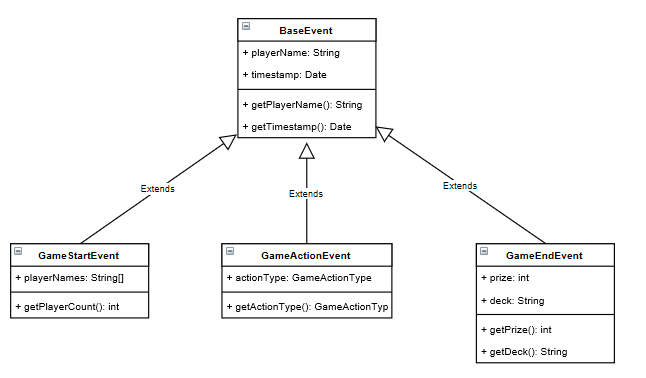 BaseEvent
+ playerName: String
+ timestamp: Date
+ getPlayerName(): String
+ getTimestamp(): Date
Extends
Extends
Extends
GameStartEvent
+ playerNames: String[]
+ getPlayerCount(): int
GameActionEvent
+ actionType: GameActionType
+ getActionType(): GameActionTyp
GameEndEvent
+ prize: int
+ deck: String
+ getPrize(): int
+ getDeck(): String